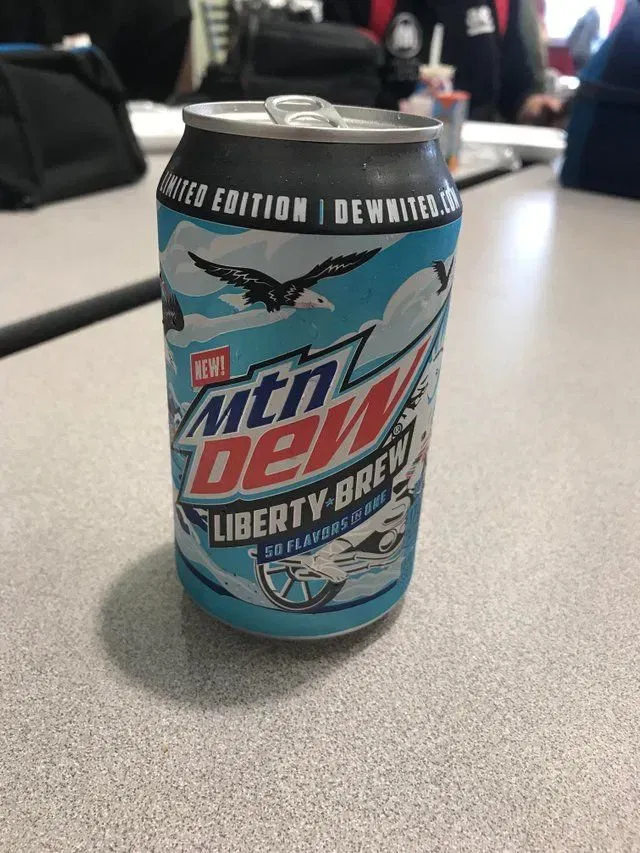 LIMITED EDITION | DEWNITED.COM
NEW!
mtn
DEW®
LIBERTY★BREW
50 FLAVORS IN ONE